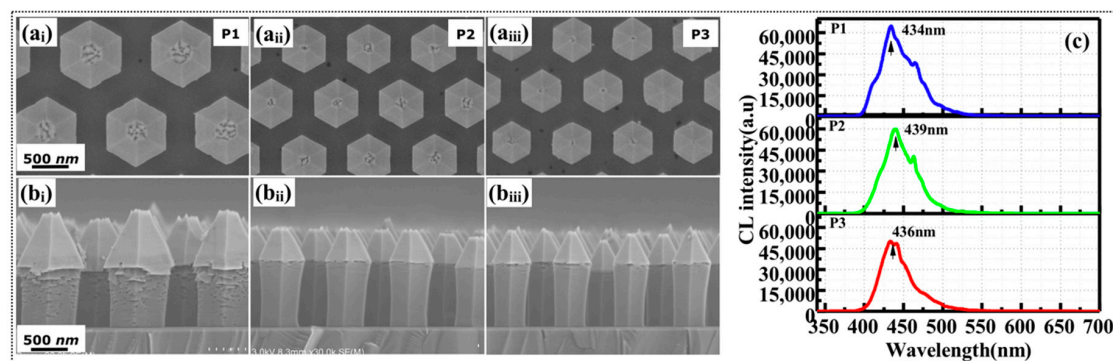 (ai) P1
(aii) P2
(aiii) P3
500 nm
(bi)
(bii)
(biii)
500 nm
3.0kV 8.3mm x30.0k SE(M)
(c)
CL intensity(a.u)
P1
434nm
60,000
45,000
30,000
15,000
0
P2
439nm
60,000
45,000
30,000
15,000
0
P3
436nm
60,000
45,000
30,000
15,000
0
350 400 450 500 550 600 650 700
Wavelength(nm)